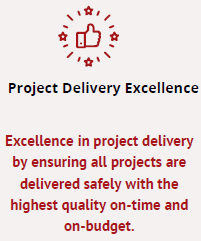 Project Delivery Excellence
Excellence in project delivery
by ensuring all projects are
delivered safely with the
highest quality on-time and
on-budget.